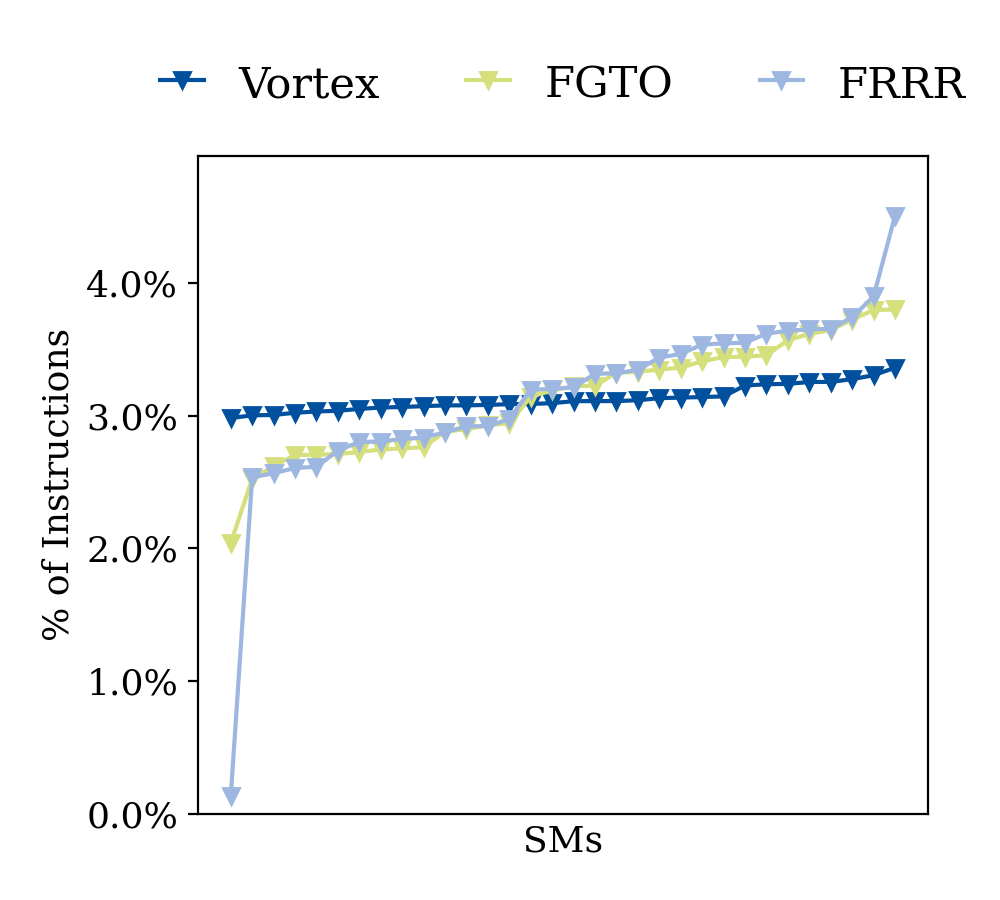 Vortex FGTO FRRR
% of Instructions
4.0%
3.0%
2.0%
1.0%
0.0%
SMs